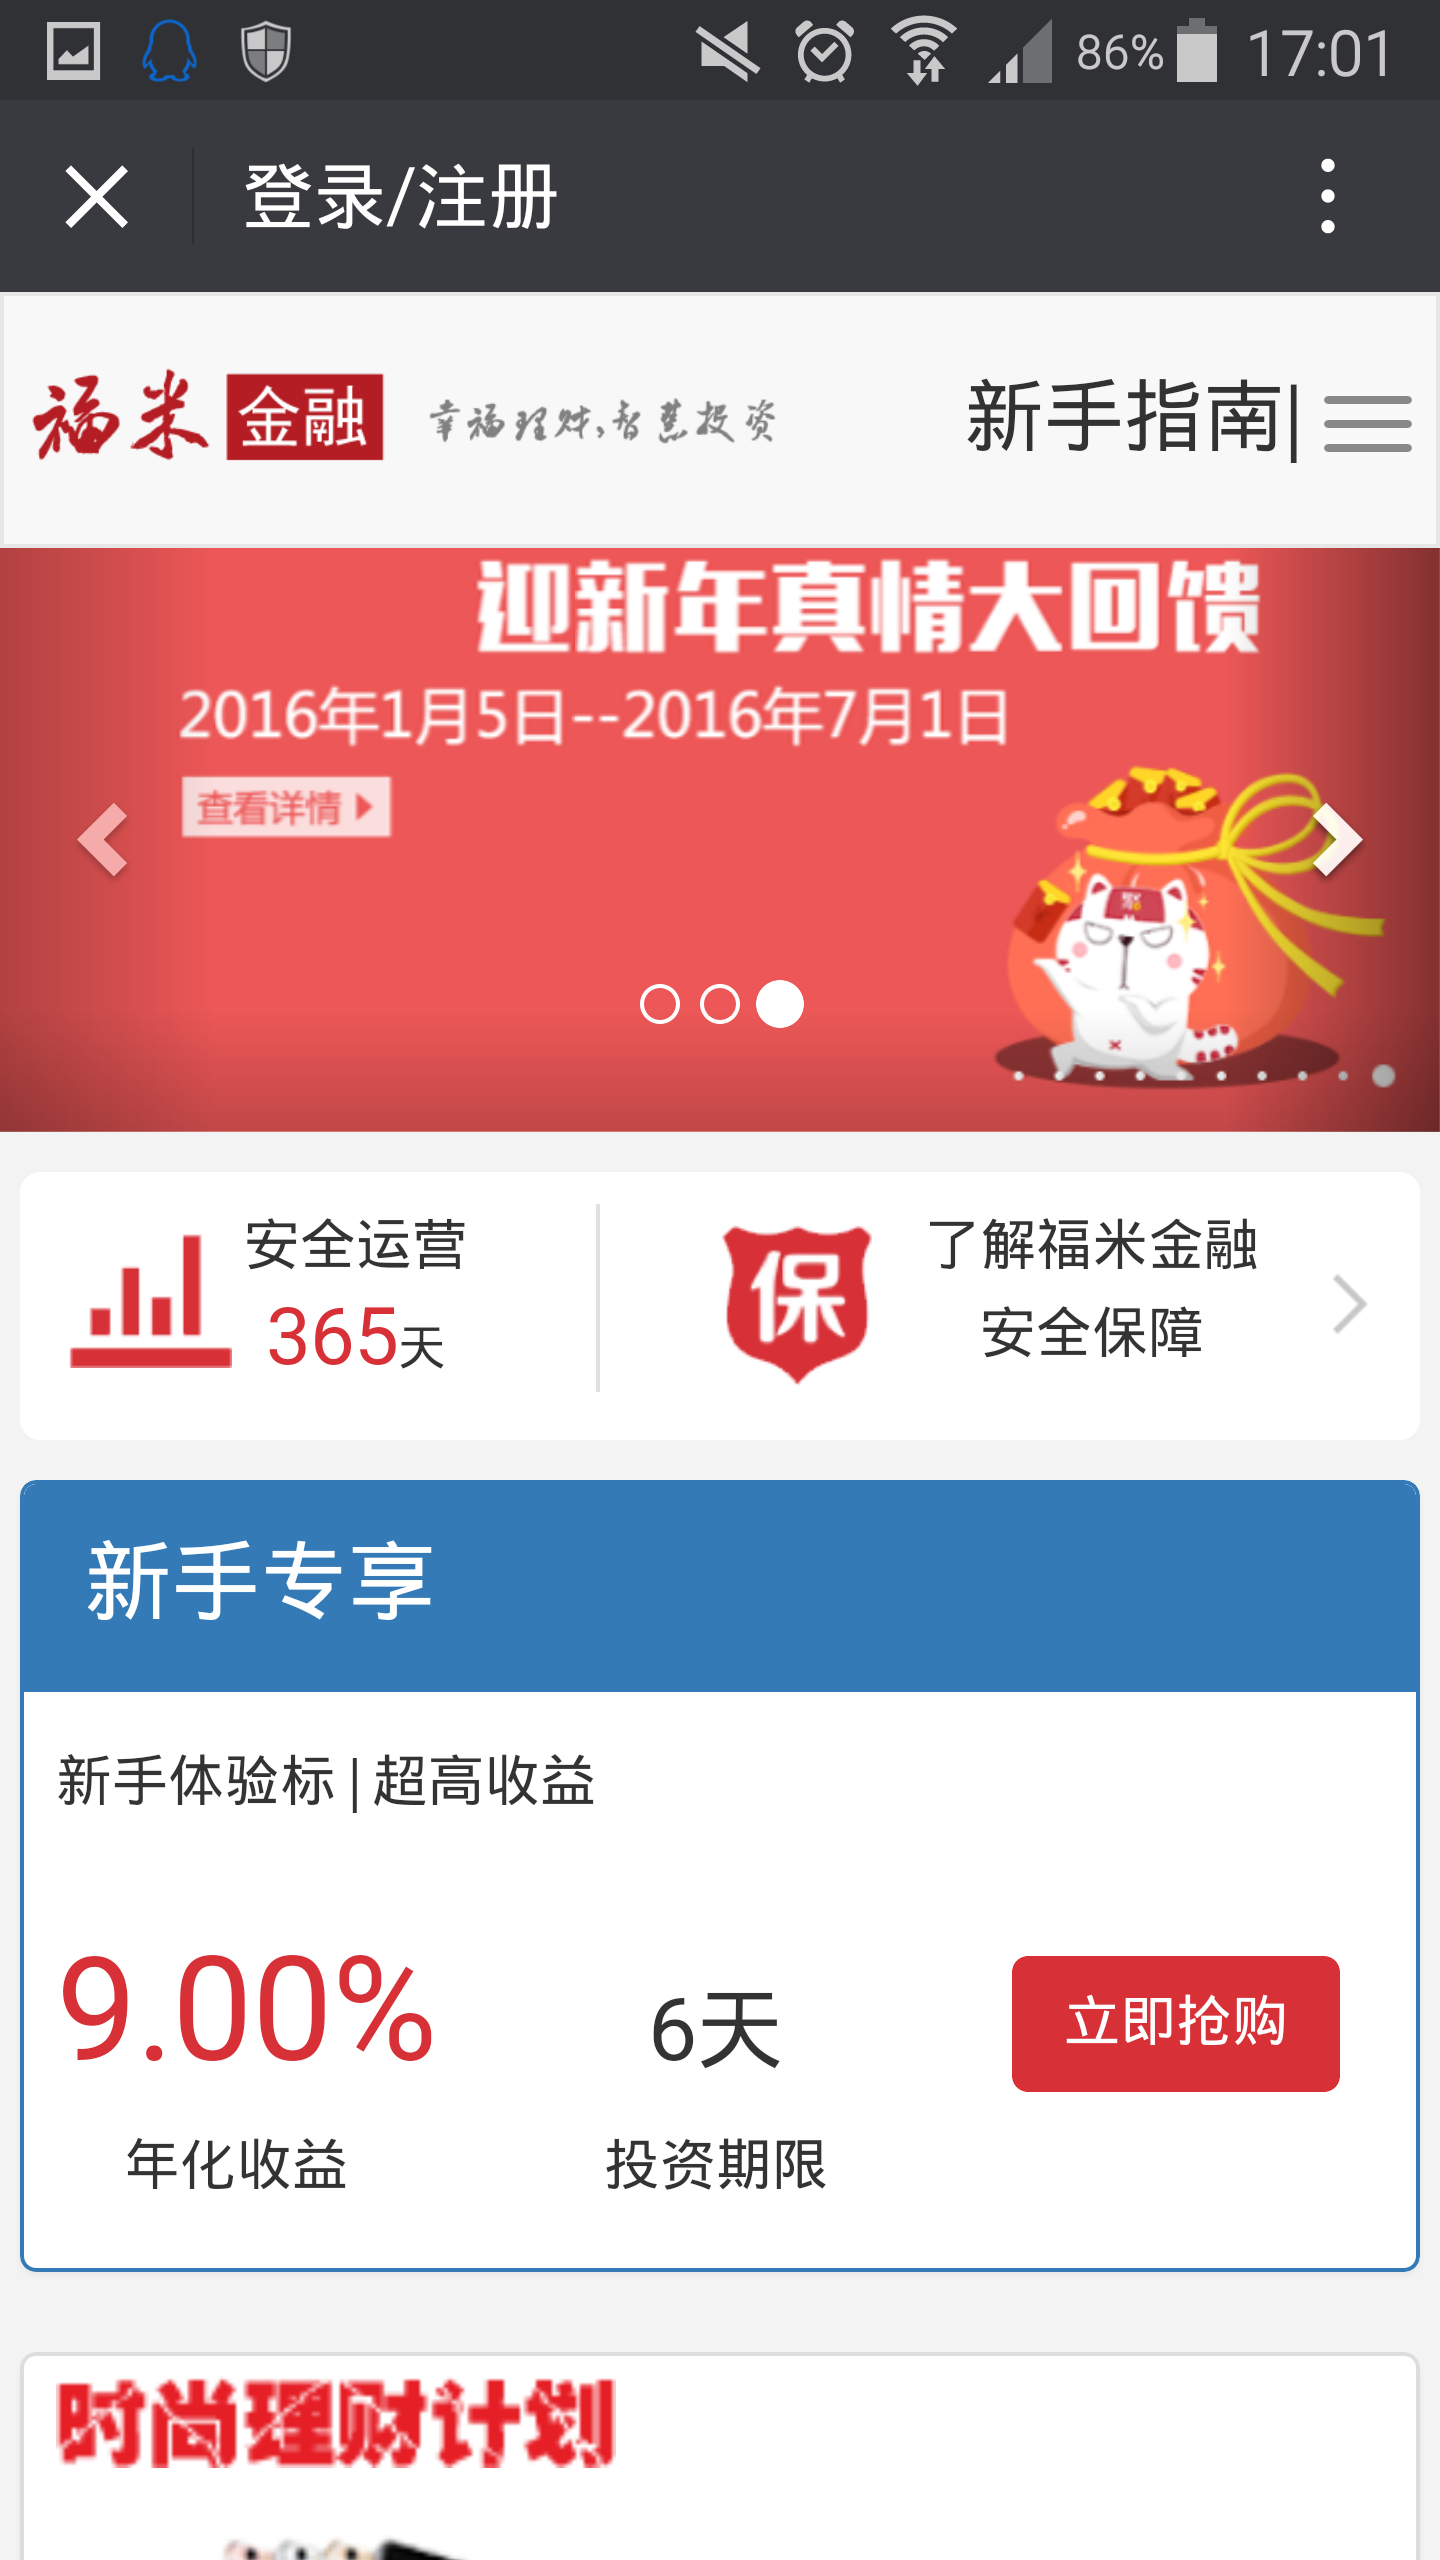 86% 17:01
登录/注册
福米 金融 幸福理财,智慧投资 新手指南|
迎新年真情大回馈
2016年1月5日--2016年7月1日
查看详情
安全运营
365天
保
了解福米金融
安全保障
新手专享
新手体验标 | 超高收益
9.00%
年化收益
6天
投资期限
立即抢购
时尚理财计划